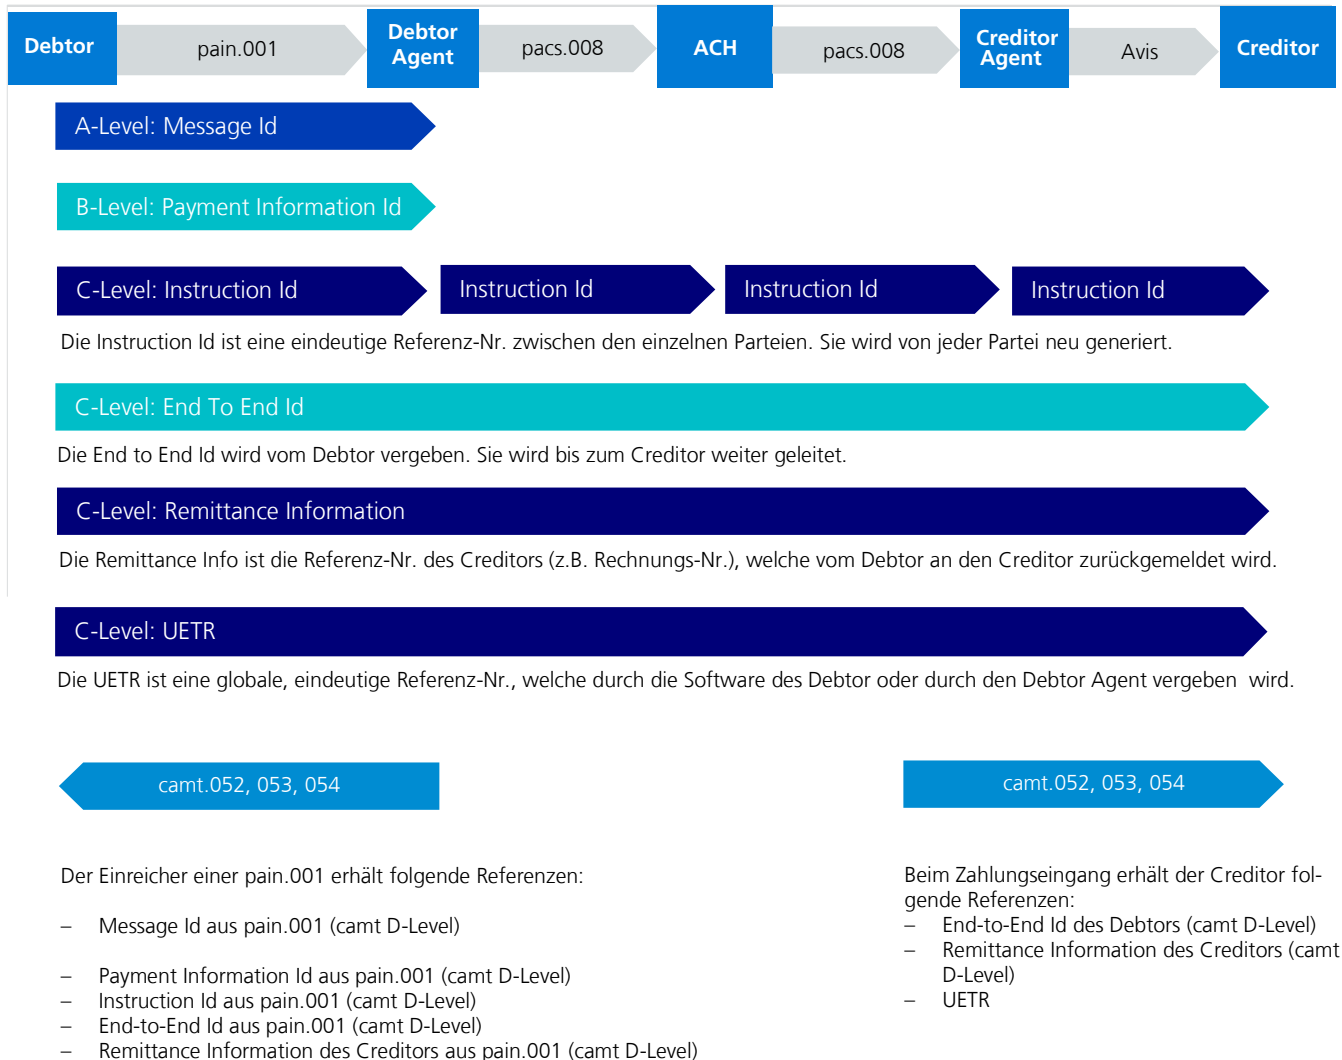 Debtor
pain.001
Debtor
Agent
pacs.008
ACH
pacs.008
Creditor
Agent
Avis
Creditor
A-Level: Message Id
B-Level: Payment Information Id
C-Level: Instruction Id
Instruction Id
Instruction Id
Instruction Id
Die Instruction Id ist eine eindeutige Referenz-Nr. zwischen den einzelnen Parteien. Sie wird von jeder Partei neu generiert.
C-Level: End To End Id
Die End to End Id wird vom Debtor vergeben. Sie wird bis zum Creditor weiter geleitet.
C-Level: Remittance Information
Die Remittance Info ist die Referenz-Nr. des Creditors (z.B. Rechnungs-Nr.), welche vom Debtor an den Creditor zurückgemeldet wird.
C-Level: UETR
Die UETR ist eine globale, eindeutige Referenz-Nr., welche durch die Software des Debtor oder durch den Debtor Agent vergeben wird.
camt.052, 053, 054
camt.052, 053, 054
Der Einreicher einer pain.001 erhält folgende Referenzen:
– Message Id aus pain.001 (camt D-Level)
– Payment Information Id aus pain.001 (camt D-Level)
– Instruction Id aus pain.001 (camt D-Level)
– End-to-End Id aus pain.001 (camt D-Level)
– Remittance Information des Creditors aus pain.001 (camt D-Level)
Beim Zahlungseingang erhält der Creditor fol-
gende Referenzen:
– End-to-End Id des Debtors (camt D-Level)
– Remittance Information des Creditors (camt
D-Level)
– UETR